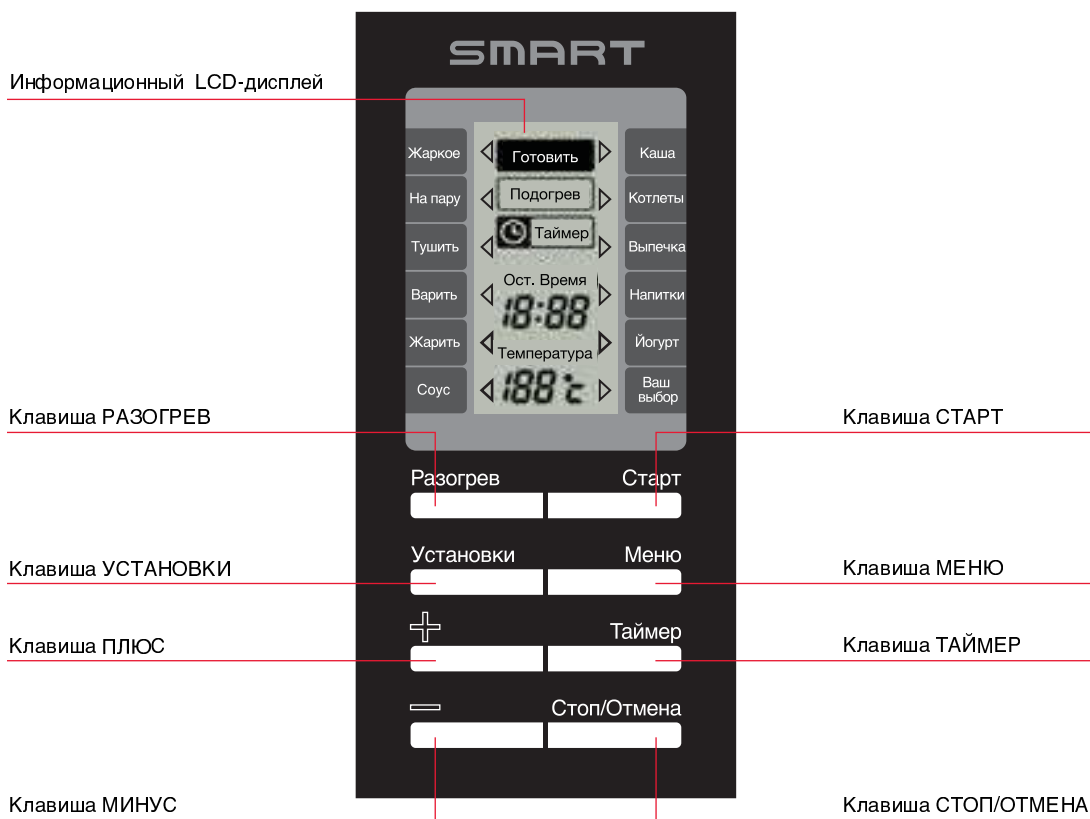 SMART
Информационный LCD-дисплей
Жаркое
Готовить
Каша
На пару
Подогрев
Котлеты
Тушить
Таймер
Выпечка
Ост. Время
Варить
18:88
Напитки
Жарить
Температура
Йогурт
Соус
188 °C
Ваш
выбор
Клавиша РАЗОГРЕВ
Клавиша СТАРТ
Разогрев
Старт
Установки
Меню
Клавиша УСТАНОВКИ
Клавиша МЕНЮ
+
Таймер
Клавиша ПЛЮС
Клавиша ТАЙМЕР
—
Стоп/Отмена
Клавиша МИНУС
Клавиша СТОП/ОТМЕНА